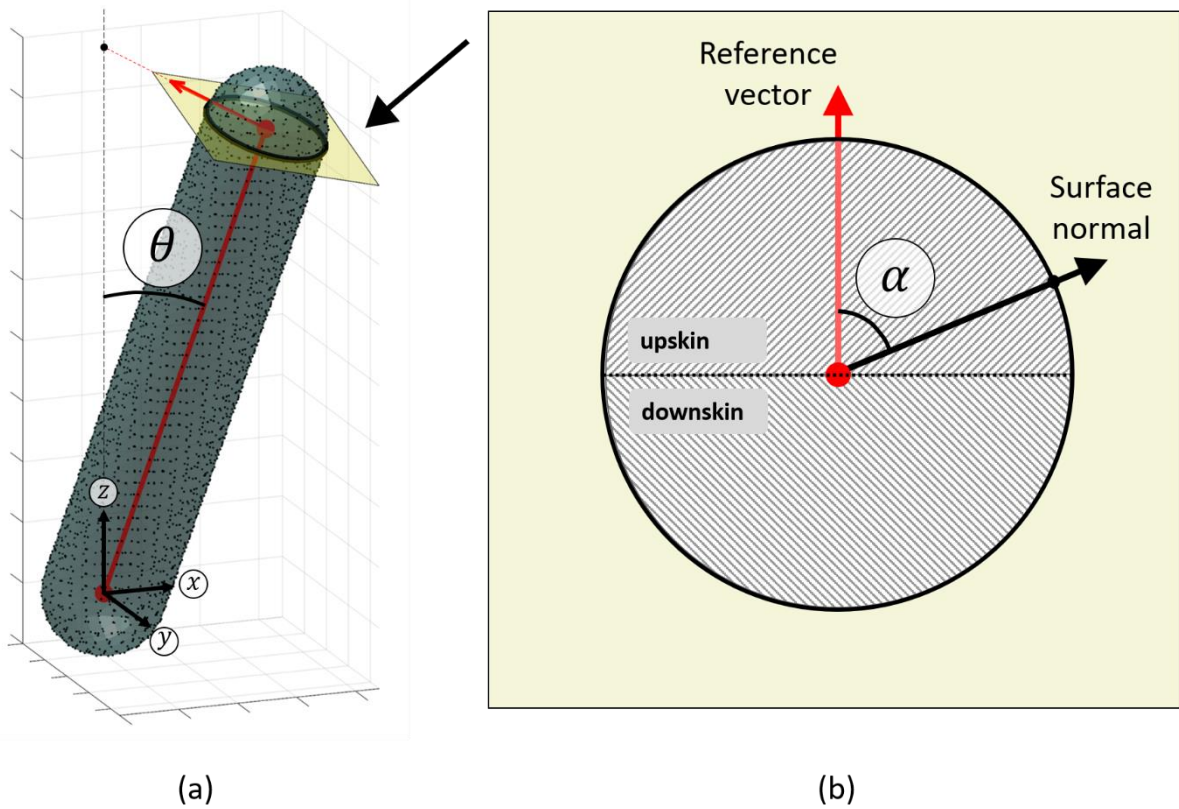 θ
z
x
y
(a)
Reference
vector
Surface
normal
α
upskin
downskin
(b)